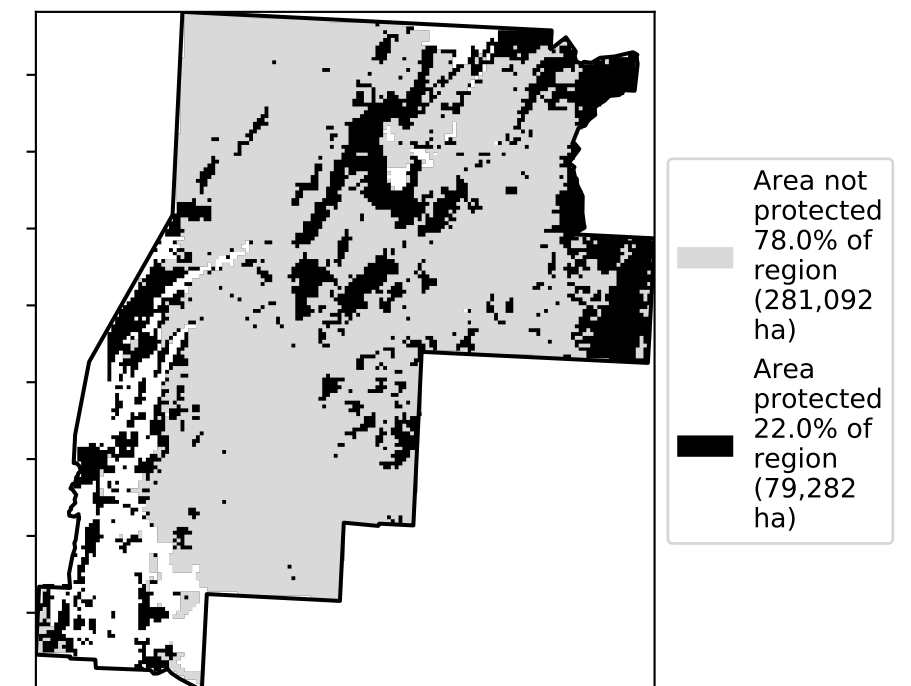 Area not
protected
78.0% of
region
(281,092
ha)
Area
protected
22.0% of
region
(79,282
ha)